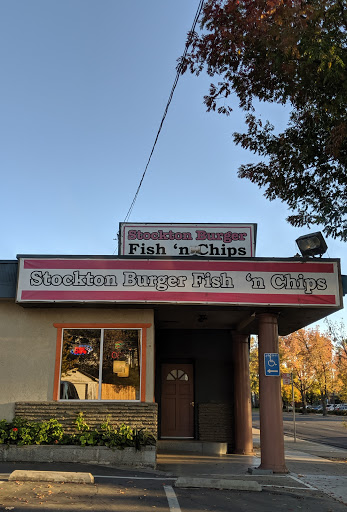 Stockton Burger
Fish 'n Chips
Stockton Burger Fish 'n Chips